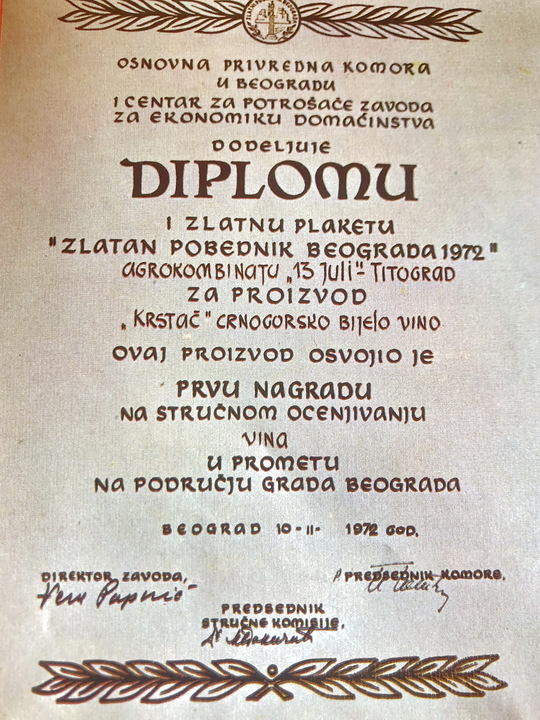 OSNOVNA PRIVREDNA KOMORA
U BEOGRADU
I CENTAR ZA POTROŠAČE ZAVODA
ZA EKONOMIKU DOMAĆINSTVA
DODELJUJE
DIPLOMU
I ZLATNU PLAKETU
"ZLATAN POBEDNIK BEOGRADA 1972"
AGROKOMBINATU „13 Juli"- TITOGRAD
ZA PROIZVOD
„KRSTAČ" CRNOGORSKO BIJELO VINO
OVAJ PROIZVOD OSVOJIO JE
PRVU NAGRADU
NA STRUČNOM OCENJIVANJU
VINA
U PROMETU
NA PODRUČJU GRADA BEOGRADA
BEOGRAD 10-II- 1972 GOD.
DIREKTOR ZAVODA,
P. PREDSEDNIK KOMORE,
PREDSEDNIK
STRUČNE KOMISIJE,